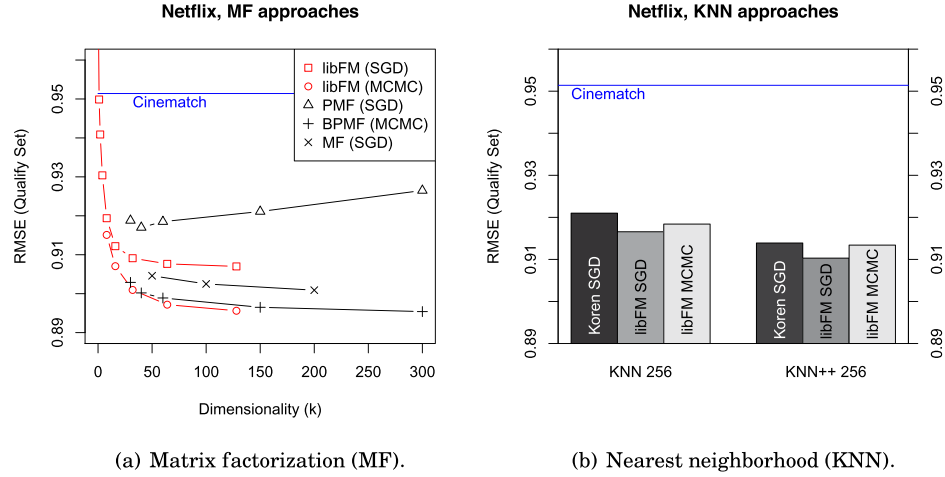 Netflix, MF approaches
RMSE (Qualify Set)
0.95
0.93
0.91
0.89
Cinematch
libFM (SGD)
libFM (MCMC)
PMF (SGD)
BPMF (MCMC)
MF (SGD)
0 50 100 150 200 250 300
Dimensionality (k)
(a) Matrix factorization (MF).
Netflix, KNN approaches
RMSE (Qualify Set)
0.95
0.93
0.91
0.89
Cinematch
Koren SGD
libFM SGD
libFM MCMC
Koren SGD
libFM SGD
libFM MCMC
0.95
0.93
0.91
0.89
KNN 256 KNN++ 256
(b) Nearest neighborhood (KNN).